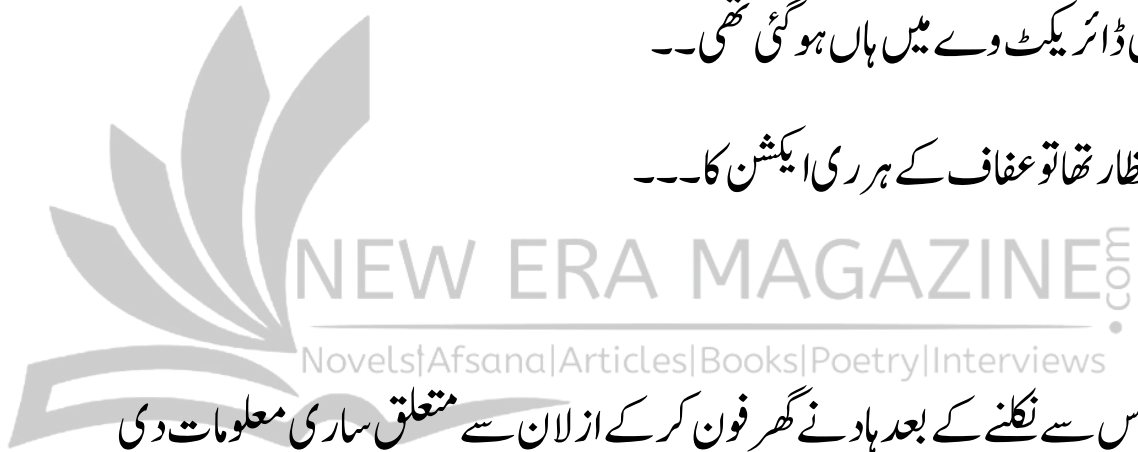 ڈائریکٹ وے میں ہاں ہو گئی تھی۔۔
تھا تو عفاف کے ہر ری ایکشن کا۔۔۔
NEW ERA MAGAZINE.com
Novels|Afsana|Articles|Books|Poetry|Interviews
سے نکلنے کے بعد ہاد نے گھر فون کر کے ازلان سے متعلق ساری معلومات دی